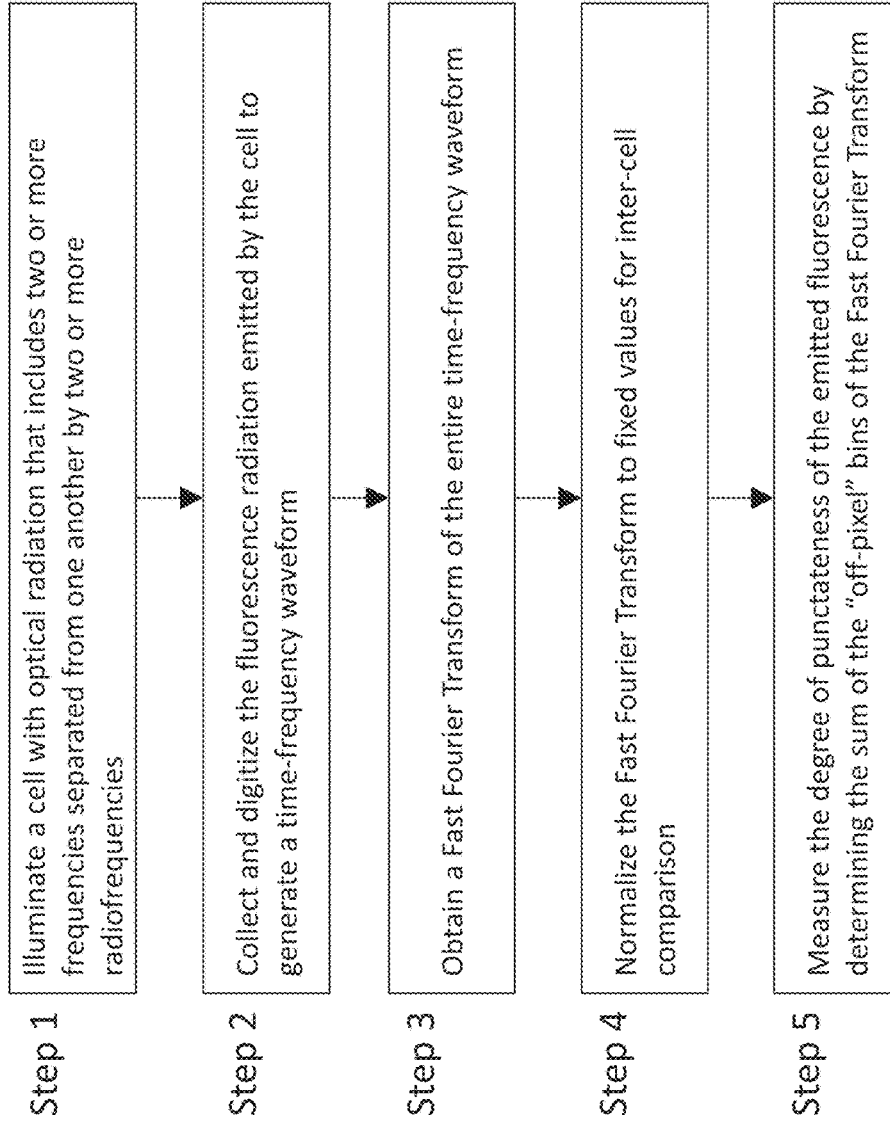 Step 1
Illuminate a cell with optical radiation that includes two or more
frequencies separated from one another by two or more
radiofrequencies
Step 2
Collect and digitize the fluorescence radiation emitted by the cell to
generate a time-frequency waveform
Step 3
Obtain a Fast Fourier Transform of the entire time-frequency waveform
Step 4
Normalize the Fast Fourier Transform to fixed values for inter-cell
comparison
Step 5
Measure the degree of punctateness of the emitted fluorescence by
determining the sum of the “off-pixel” bins of the Fast Fourier Transform